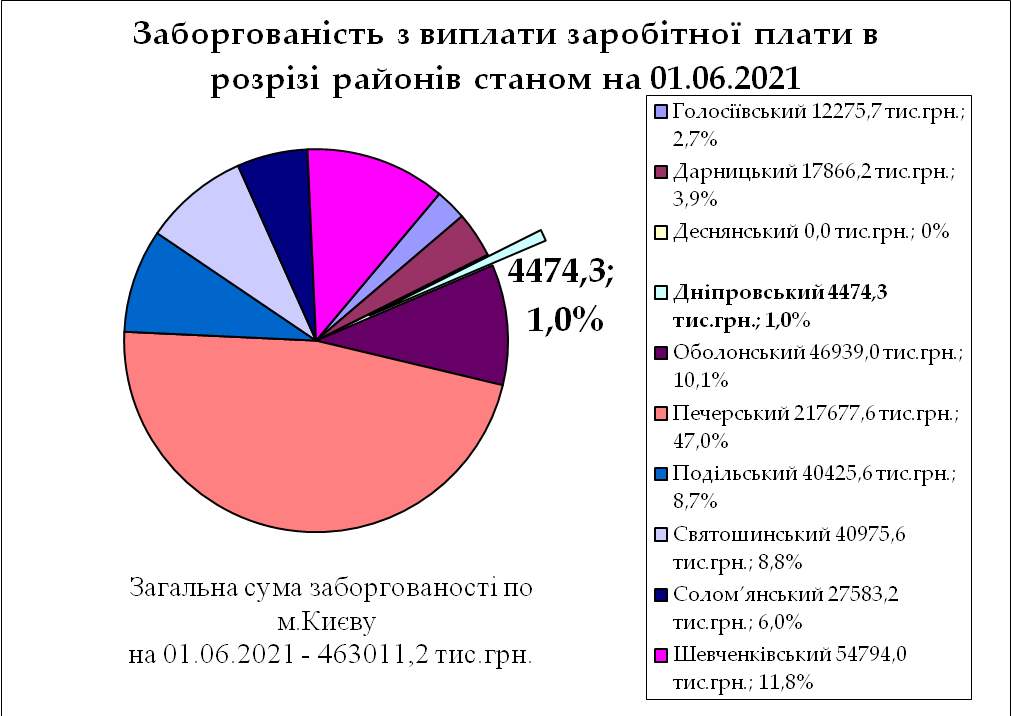 Заборгованість з виплати заробітної плати в
розрізі районів станом на 01.06.2021
Голосіївський 12275,7 тис.грн.;
2,7%
Дарницький 17866,2 тис.грн.;
3,9%
Деснянський 0,0 тис.грн.; 0%
Дніпровський 4474,3
тис.грн.; 1,0%
Оболонський 46939,0 тис.грн.;
10,1%
Печерський 217677,6 тис.грн.;
47,0%
Подільський 40425,6 тис.грн.;
8,7%
Святошинський 40975,6
тис.грн.; 8,8%
Солом´янський 27583,2
тис.грн.; 6,0%
Шевченківський 54794,0
тис.грн.; 11,8%
4474,3;
1,0%
Загальна сума заборгованості по
м.Києву
на 01.06.2021 - 463011,2 тис.грн.